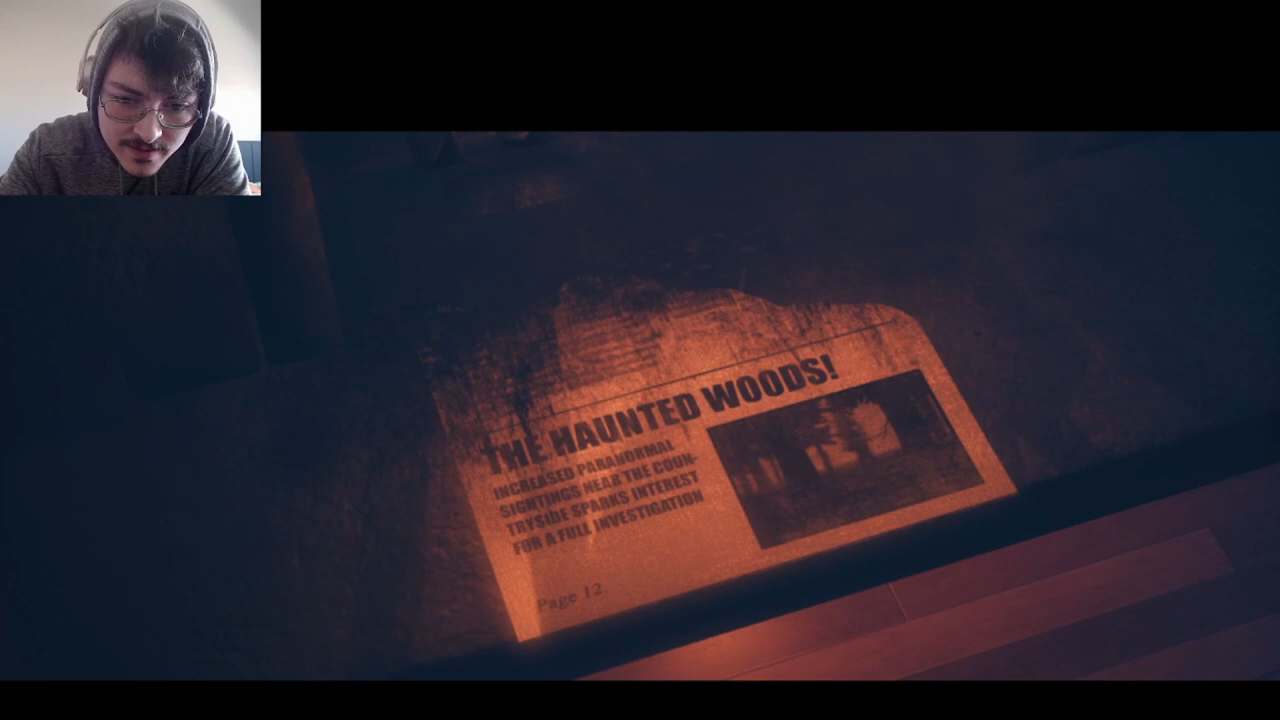 THE HAUNTED WOODS!
INCREASED PARANORMAL
SIGHTINGS NEAR THE COUN-
TRYSIDE SPARKS INTEREST
FOR A FULL INVESTIGATION
Page 12